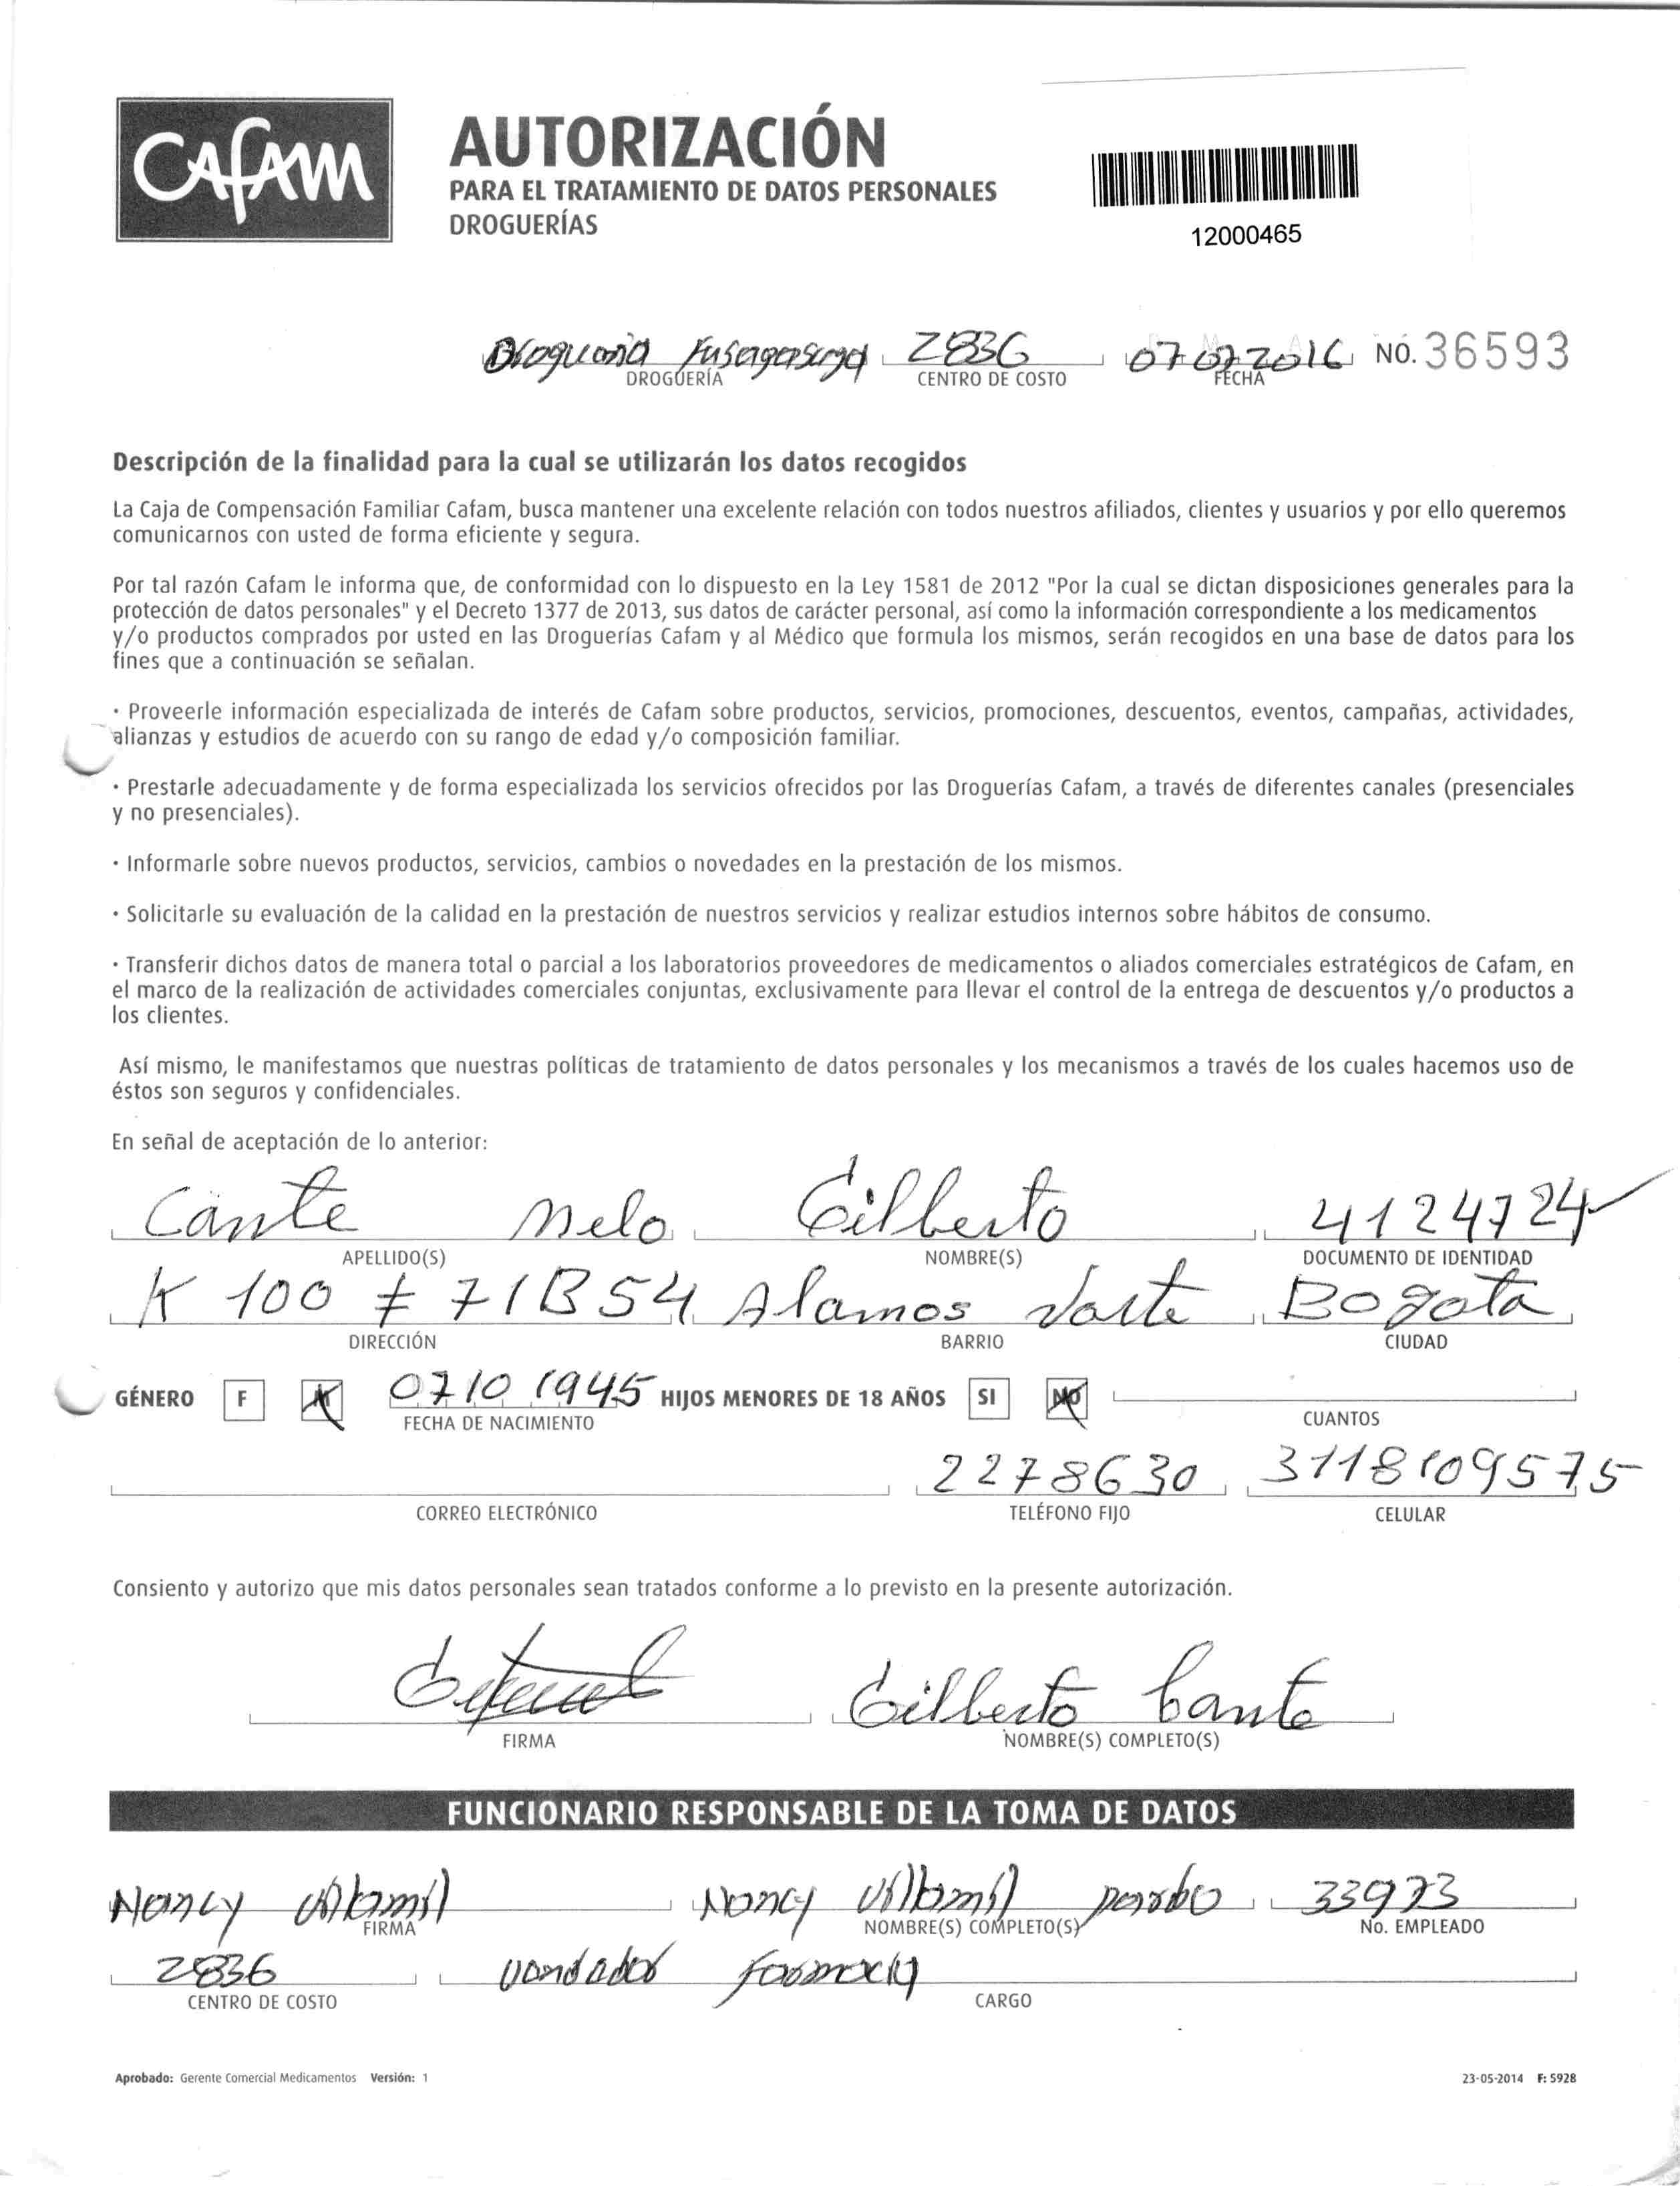 CAFAM
AUTORIZACIÓN
PARA EL TRATAMIENTO DE DATOS PERSONALES
DROGUERÍAS
12000465
Drogueria Fusagasuga 2836 07 07 2016 NO. 36593
DROGUERÍA CENTRO DE COSTO FECHA
Descripción de la finalidad para la cual se utilizarán los datos recogidos
La Caja de Compensación Familiar Cafam, busca mantener una excelente relación con todos nuestros afiliados, clientes y usuarios y por ello queremos
comunicarnos con usted de forma eficiente y segura.
Por tal razón Cafam le informa que, de conformidad con lo dispuesto en la Ley 1581 de 2012 "Por la cual se dictan disposiciones generales para la
protección de datos personales" y el Decreto 1377 de 2013, sus datos de carácter personal, así como la información correspondiente a los medicamentos
y/o productos comprados por usted en las Droguerías Cafam y al Médico que formula los mismos, serán recogidos en una base de datos para los
fines que a continuación se señalan.
· Proveerle información especializada de interés de Cafam sobre productos, servicios, promociones, descuentos, eventos, campañas, actividades,
alianzas y estudios de acuerdo con su rango de edad y/o composición familiar.
· Prestarle adecuadamente y de forma especializada los servicios ofrecidos por las Droguerías Cafam, a través de diferentes canales (presenciales
y no presenciales).
· Informarle sobre nuevos productos, servicios, cambios o novedades en la prestación de los mismos.
· Solicitarle su evaluación de la calidad en la prestación de nuestros servicios y realizar estudios internos sobre hábitos de consumo.
· Transferir dichos datos de manera total o parcial a los laboratorios proveedores de medicamentos o aliados comerciales estratégicos de Cafam, en
el marco de la realización de actividades comerciales conjuntas, exclusivamente para llevar el control de la entrega de descuentos y/o productos a
los clientes.
Así mismo, le manifestamos que nuestras políticas de tratamiento de datos personales y los mecanismos a través de los cuales hacemos uso de
éstos son seguros y confidenciales.
En señal de aceptación de lo anterior:
Cante Melo Gilberto 4124724
APELLIDO(S) NOMBRE(S) DOCUMENTO DE IDENTIDAD
K 100 # 71B54 Alamos Norte Bogota
DIRECCIÓN BARRIO CIUDAD
GÉNERO F M 07 10 1945 HIJOS MENORES DE 18 AÑOS SI NO
FECHA DE NACIMIENTO CUANTOS
2278630 3118109575
CORREO ELECTRÓNICO TELÉFONO FIJO CELULAR
Consiento y autorizo que mis datos personales sean tratados conforme a lo previsto en la presente autorización.
Gilberto Cante
FIRMA NOMBRE(S) COMPLETO(S)
FUNCIONARIO RESPONSABLE DE LA TOMA DE DATOS
Nancy Villamil Nancy Villamil 33973
FIRMA NOMBRE(S) COMPLETO(S) No. EMPLEADO
2836 vendedor farmacia
CENTRO DE COSTO CARGO
Aprobado: Gerente Comercial Medicamentos Versión: 1 23-05-2014 F: 5928